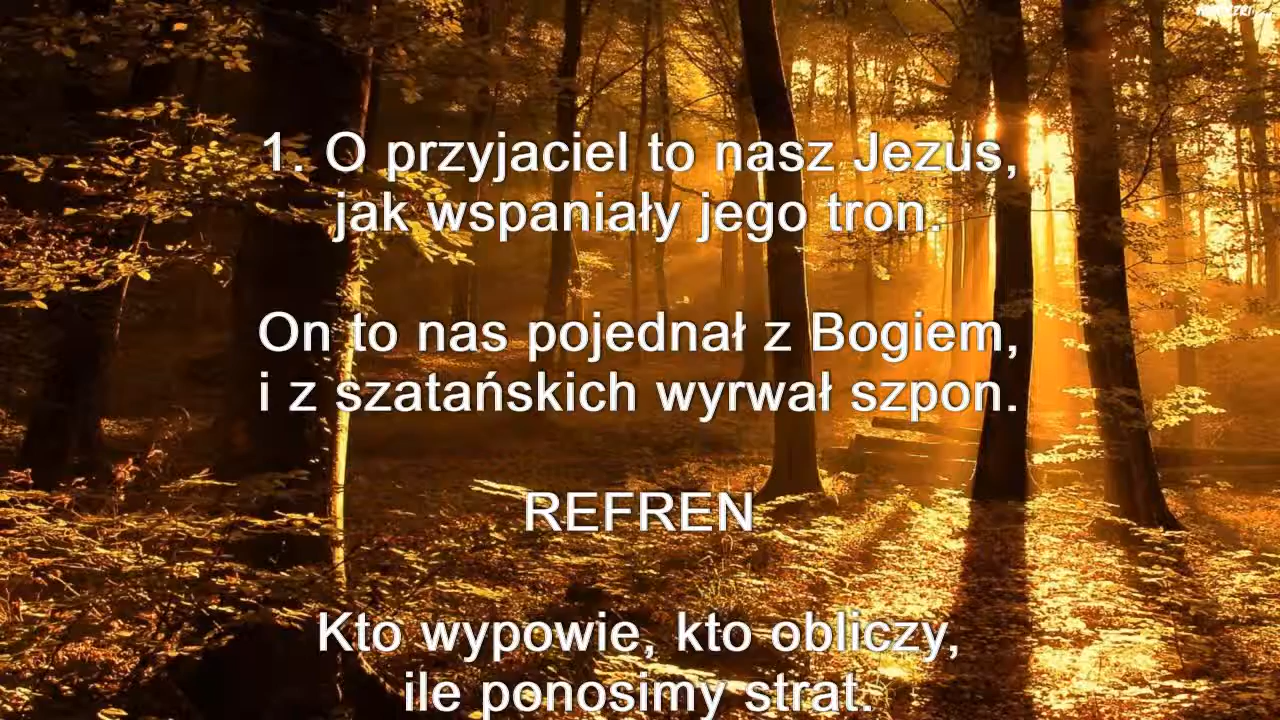 1. O przyjaciel to nasz Jezus,
jak wspaniały jego tron.
On to nas pojednał z Bogiem,
i z szatańskich wyrwał szpon.
REFREN
Kto wypowie, kto obliczy,
ile ponosimy strat.